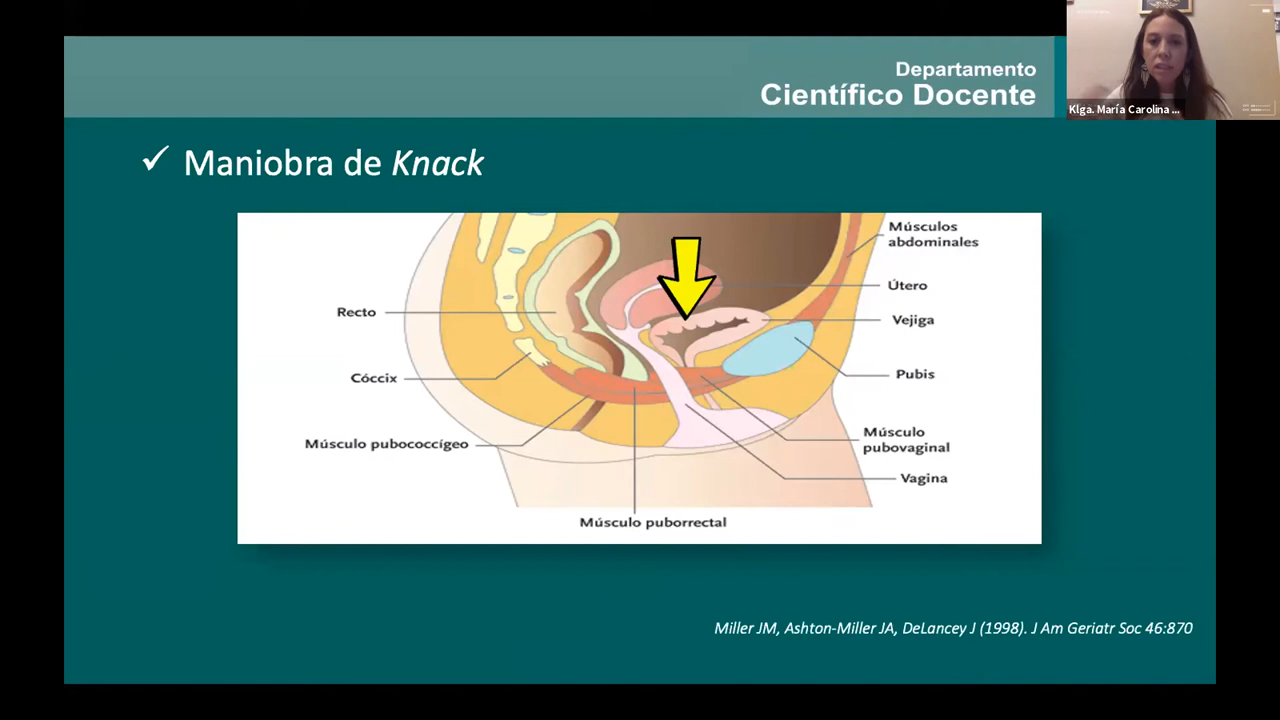 Departamento
Científico Docente
Klga. María Carolina ...
✓ Maniobra de Knack
Músculos
abdominales
Útero
Recto
Vejiga
Pubis
Cóccix
Músculo
pubovaginal
Músculo pubococcígeo
Vagina
Músculo puborrectal
Miller JM, Ashton-Miller JA, DeLancey J (1998). J Am Geriatr Soc 46:870